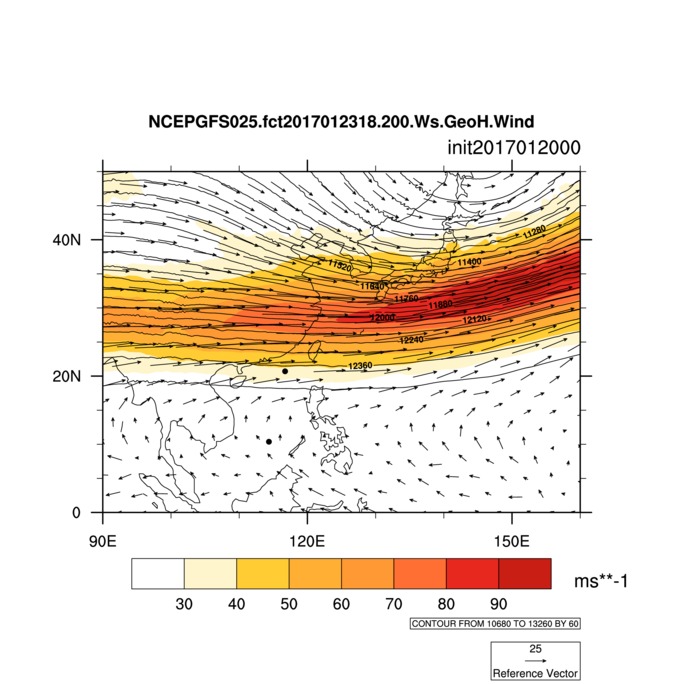 NCEPGFS025.fct2017012318.200.Ws.GeoH.Wind
init2017012000
40N
20N
0
11280
11400
11520
11640
11760
11880
12000
12120
12240
12360
90E 120E 150E
30 40 50 60 70 80 90
ms**-1
CONTOUR FROM 10680 TO 13260 BY 60
25
Reference Vector